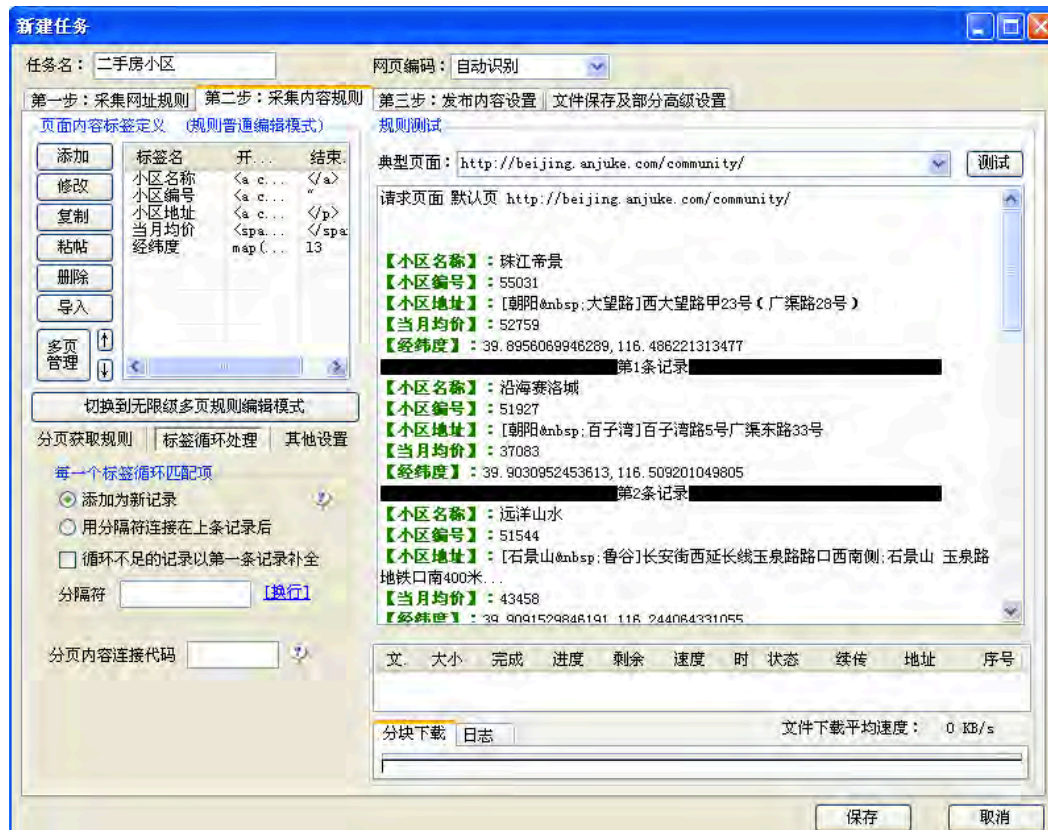 新建任务
任务名： 二手房小区 网页编码： 自动识别
第一步：采集网址规则 第二步：采集内容规则 第三步：发布内容设置 文件保存及部分高级设置
页面内容标签定义 （规则普通编辑模式）
添加
修改
复制
粘帖
删除
导入
多页管理
↑
↓
标签名 开... 结束.
小区名称 <a c... </a>
小区编号 <a c... "
小区地址 <a c... </p>
当月均价 <spa... </spa
经纬度 map(... 13
切换到无限级多页规则编辑模式
分页获取规则 标签循环处理 其他设置
每一个标签循环匹配项
添加为新记录
用分隔符连接在上条记录后
循环不足的记录以第一条记录补全
分隔符 [换行]
分页内容连接代码
规则测试
典型页面： http://beijing.anjuke.com/community/ 测试
请求页面 默认页 http://beijing.anjuke.com/community/
【小区名称】：珠江帝景
【小区编号】：55031
【小区地址】：[朝阳&nbsp;大望路]西大望路甲23号（广渠路28号）
【当月均价】：52759
【经纬度】：39.8956069946289,116.486221313477
第1条记录
【小区名称】：沿海赛洛城
【小区编号】：51927
【小区地址】：[朝阳&nbsp;百子湾]百子湾路5号广渠东路33号
【当月均价】：37083
【经纬度】：39.9030952453613,116.509201049805
第2条记录
【小区名称】：远洋山水
【小区编号】：51544
【小区地址】：[石景山&nbsp;鲁谷]长安街西延长线玉泉路路口西南侧;石景山 玉泉路
地铁口南400米...
【当月均价】：43458
【经纬度】：39.9091529846191,116.244064331055
文. 大小 完成 进度 剩余 速度 时 状态 续传 地址 序号
分块下载 日志 文件下载平均速度： 0 KB/s
保存 取消